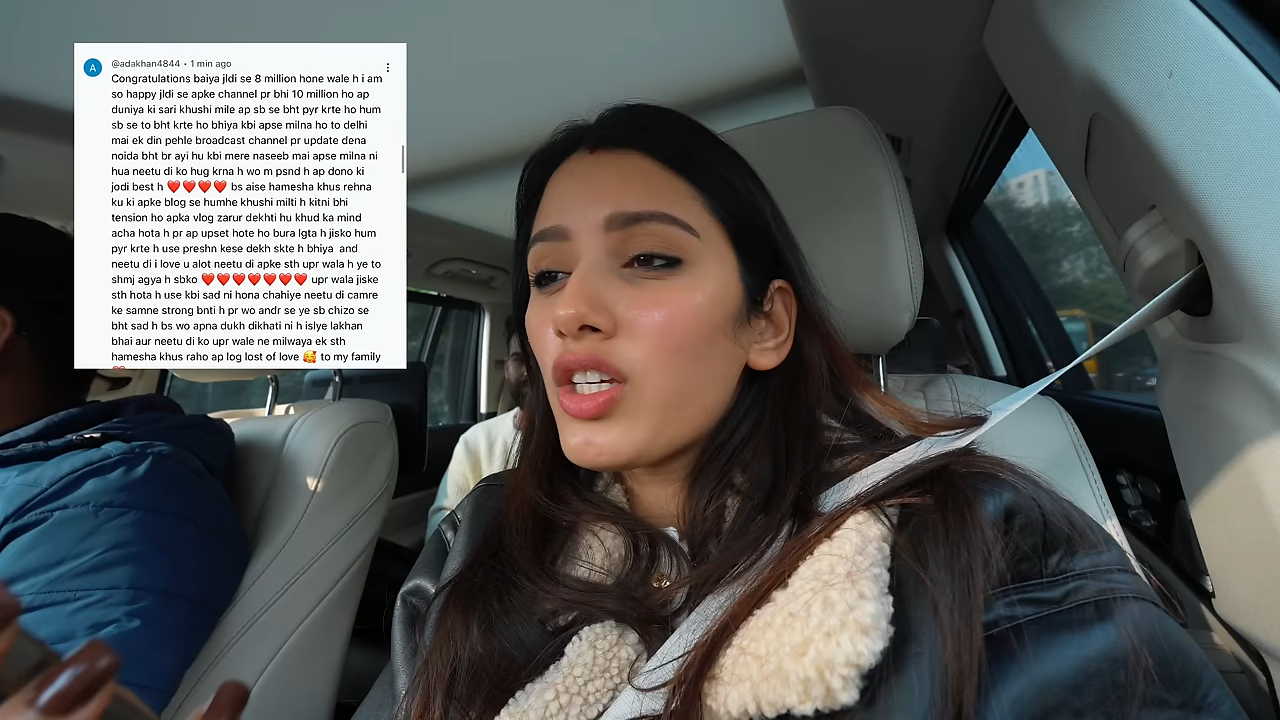 @adakhan4844 • 1 min ago
A
Congratulations baiya jldi se 8 million hone wale h i am
so happy jldi se apke channel pr bhi 10 million ho ap
duniya ki sari khushi mile ap sb se bht pyr krte ho hum
sb se to bht krte ho bhiya kbi apse milna ho to delhi
mai ek din pehle broadcast channel pr update dena
noida bht br ayi hu kbi mere naseeb mai apse milna ni
hua neetu di ko hug krna h wo m psnd h ap dono ki
jodi best h ❤️❤️❤️❤️ bs aise hamesha khus rehna
ku ki apke blog se humhe khushi milti h kitni bhi
tension ho apka vlog zarur dekhti hu khud ka mind
acha hota h pr ap upset hote ho bura lgta h jisko hum
pyr krte h use preshn kese dekh skte h bhiya and
neetu di i love u alot neetu di apke sth upr wala h ye to
shmj agya h sbko ❤️❤️❤️❤️❤️❤️❤️ upr wala jiske
sth hota h use kbi sad ni hona chahiye neetu di camre
ke samne strong bnti h pr wo andr se ye sb chizo se
bht sad h bs wo apna dukh dikhati ni h islye lakhan
bhai aur neetu di ko upr wale ne milwaya ek sth
hamesha khus raho ap log lost of love 🥰 to my family